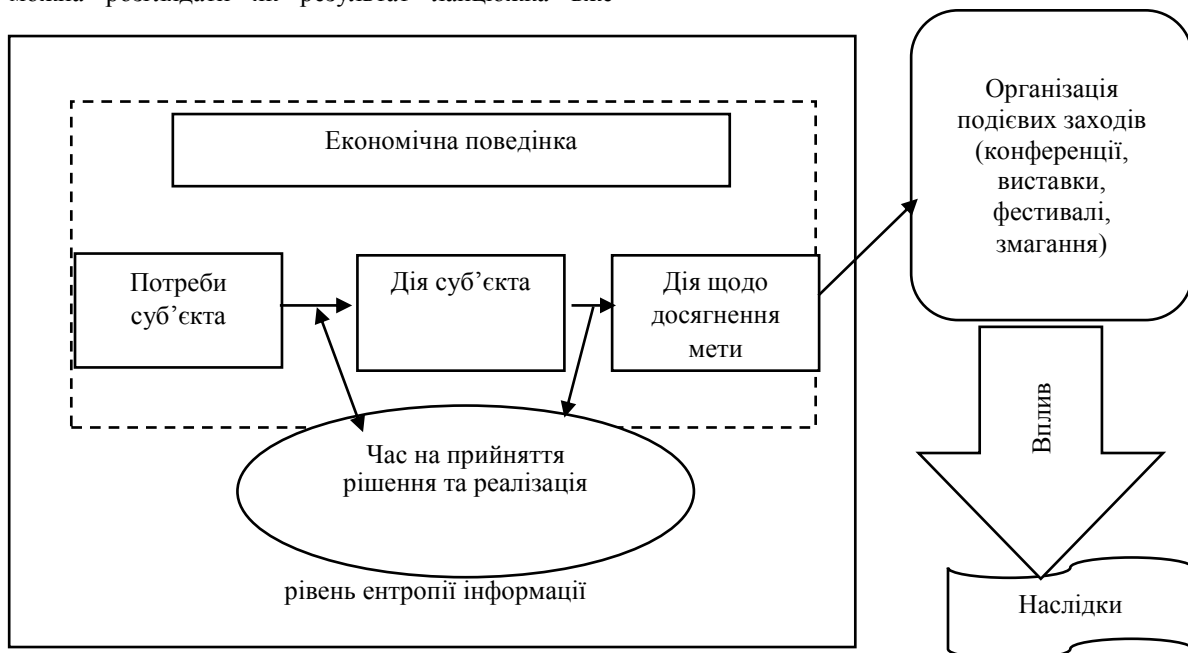 Економічна поведінка
Потреби
суб’єкта
Дія суб’єкта
Дія щодо
досягнення
мети
Час на прийняття
рішення та реалізація
рівень ентропії інформації
Організація
подієвих заходів
(конференції,
виставки,
фестивалі,
змагання)
Вплив
Наслідки